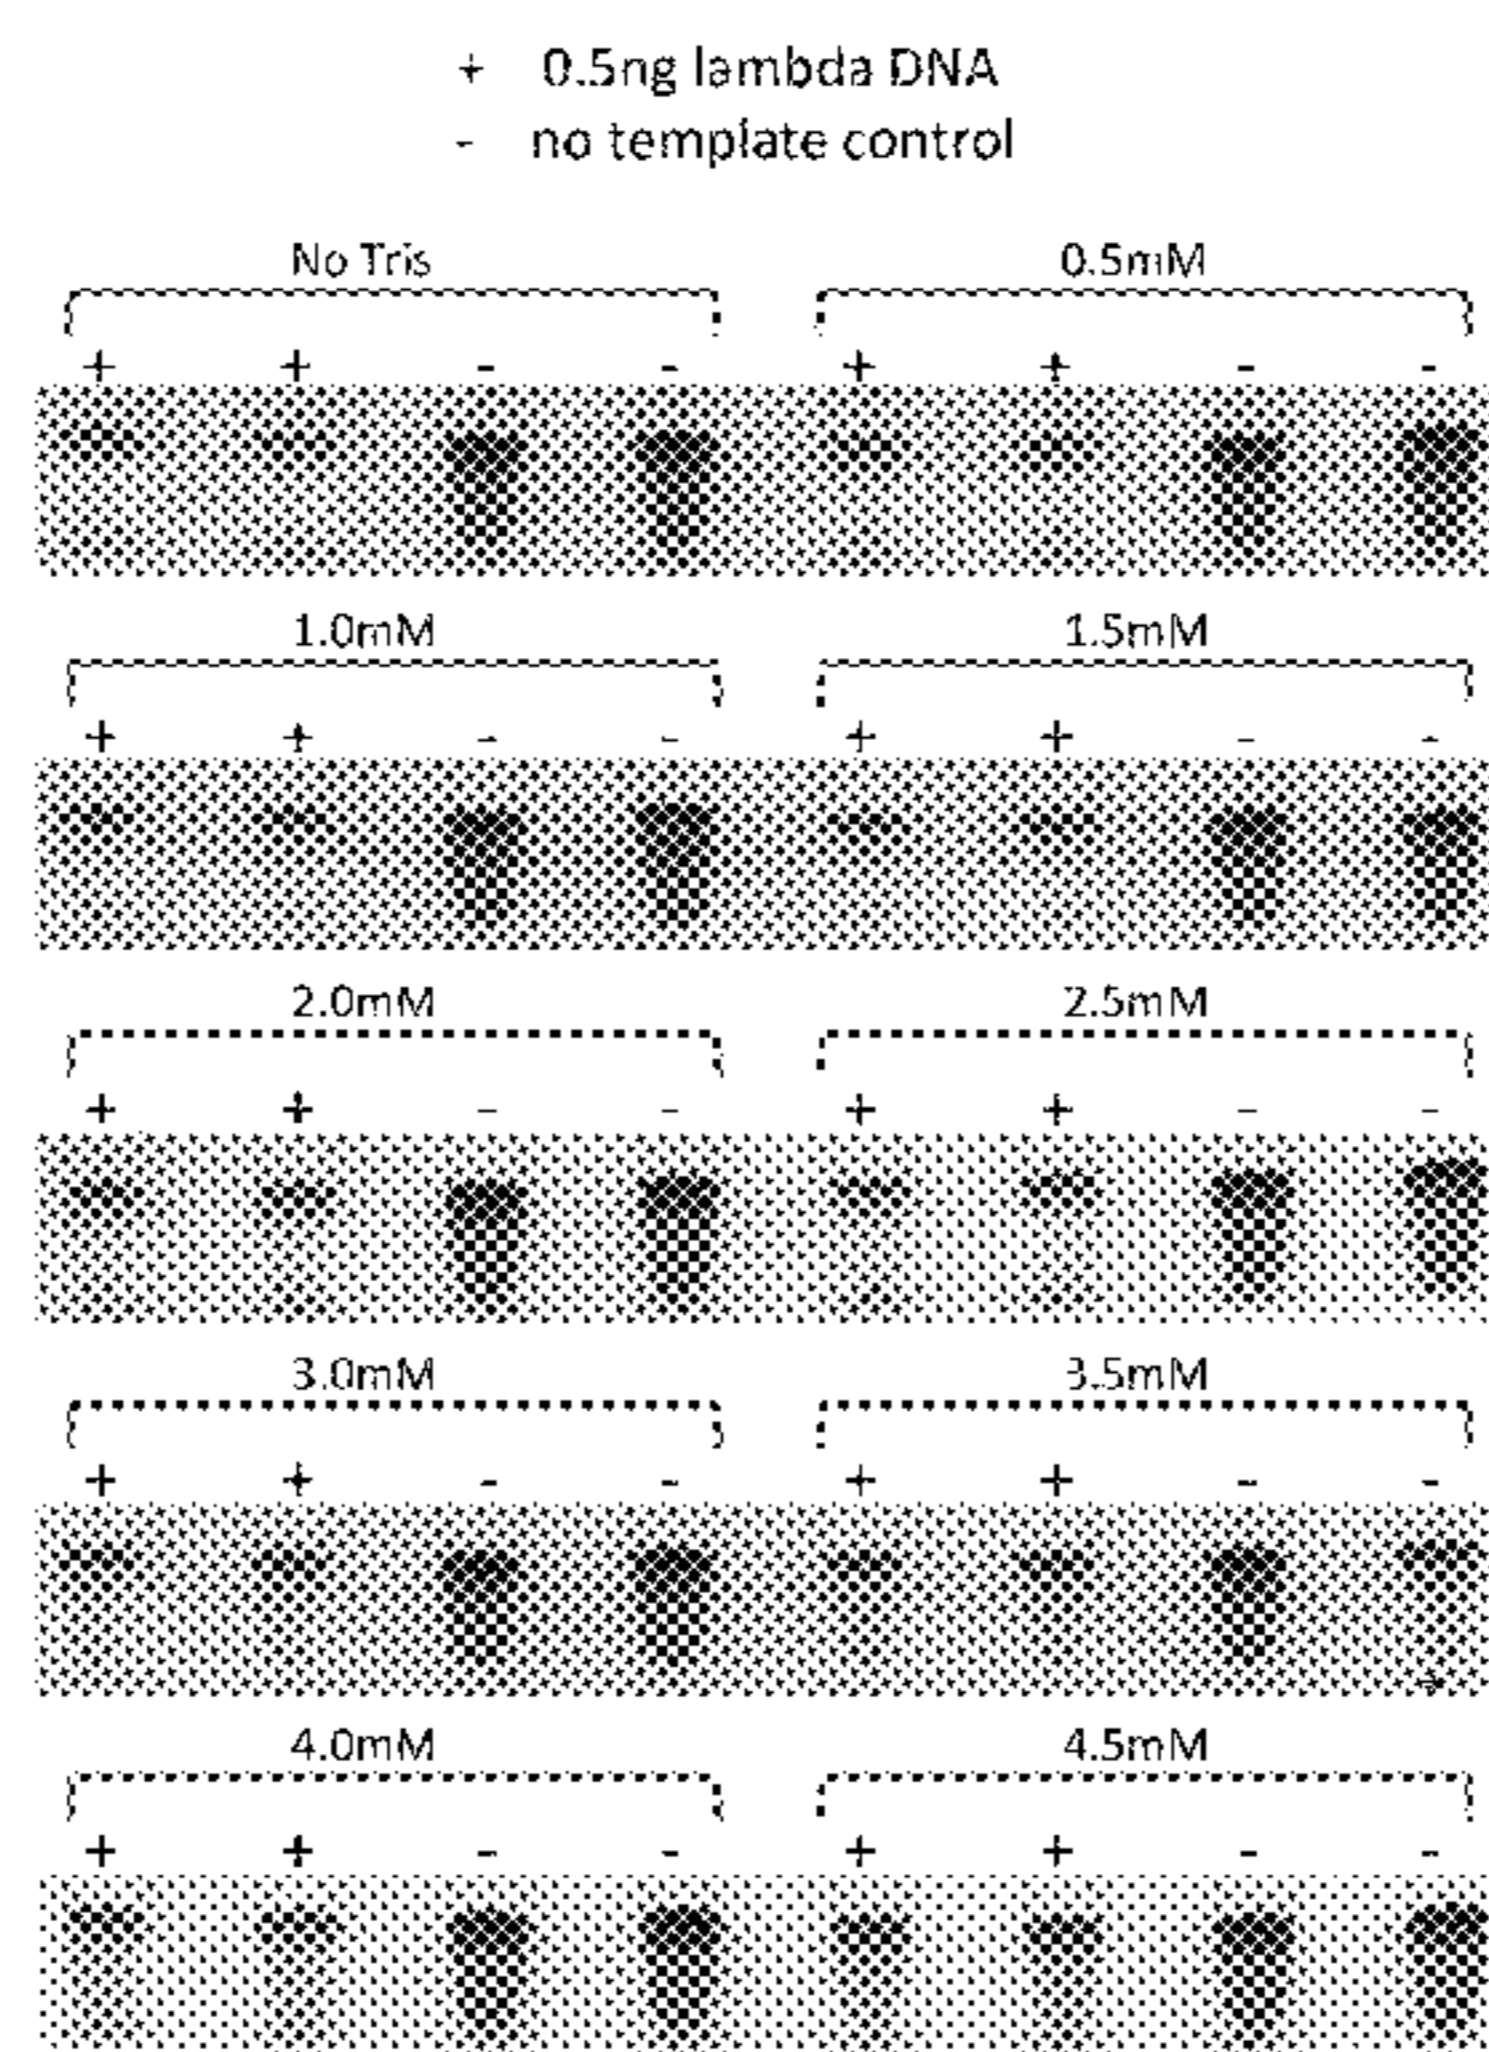 + 0.5ng lambda DNA
- no template control
No Tris 0.5mM
+ + - - + + - -
1.0mM 1.5mM
+ + - - + + - -
2.0mM 2.5mM
+ + - - + + - -
3.0mM 3.5mM
+ + - - + + - -
4.0mM 4.5mM
+ + - - + + - -